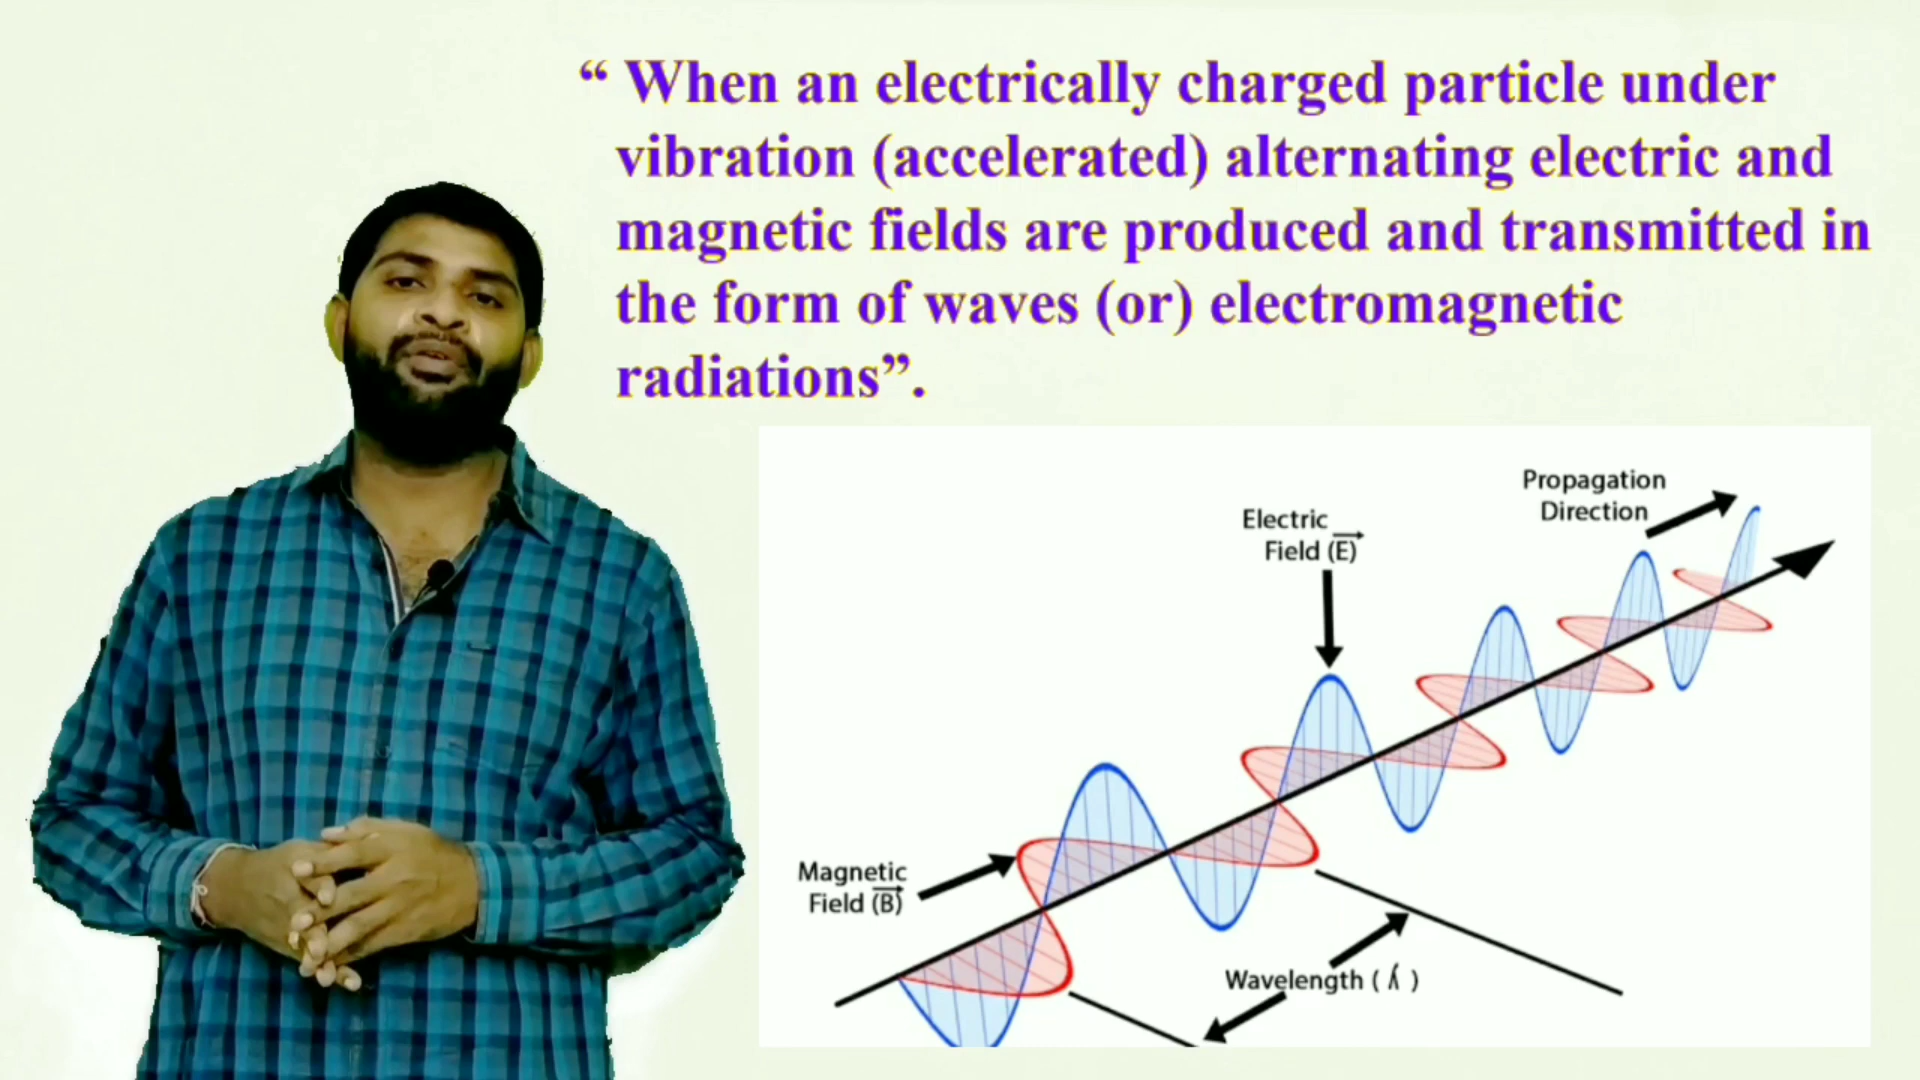 “ When an electrically charged particle under
vibration (accelerated) alternating electric and
magnetic fields are produced and transmitted in
the form of waves (or) electromagnetic
radiations”.
Propagation
Direction
Electric
Field (E)
Magnetic
Field (B)
Wavelength ( λ )